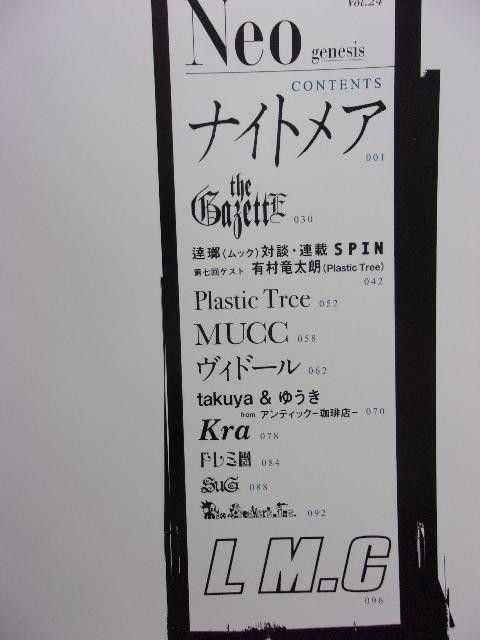 Vol.24
Neo genesis
CONTENTS
ナイトメア
001
the GazettE 030
逹瑯(ムック)対談・連載 SPIN
第七回ゲスト 有村竜太朗(Plastic Tree)
042
Plastic Tree 052
MUCC 058
ヴィドール 062
takuya & ゆうき
from アンティック-珈琲店- 070
Kra 078
ドレミ團 084
SuG 088
092
LM.C
096